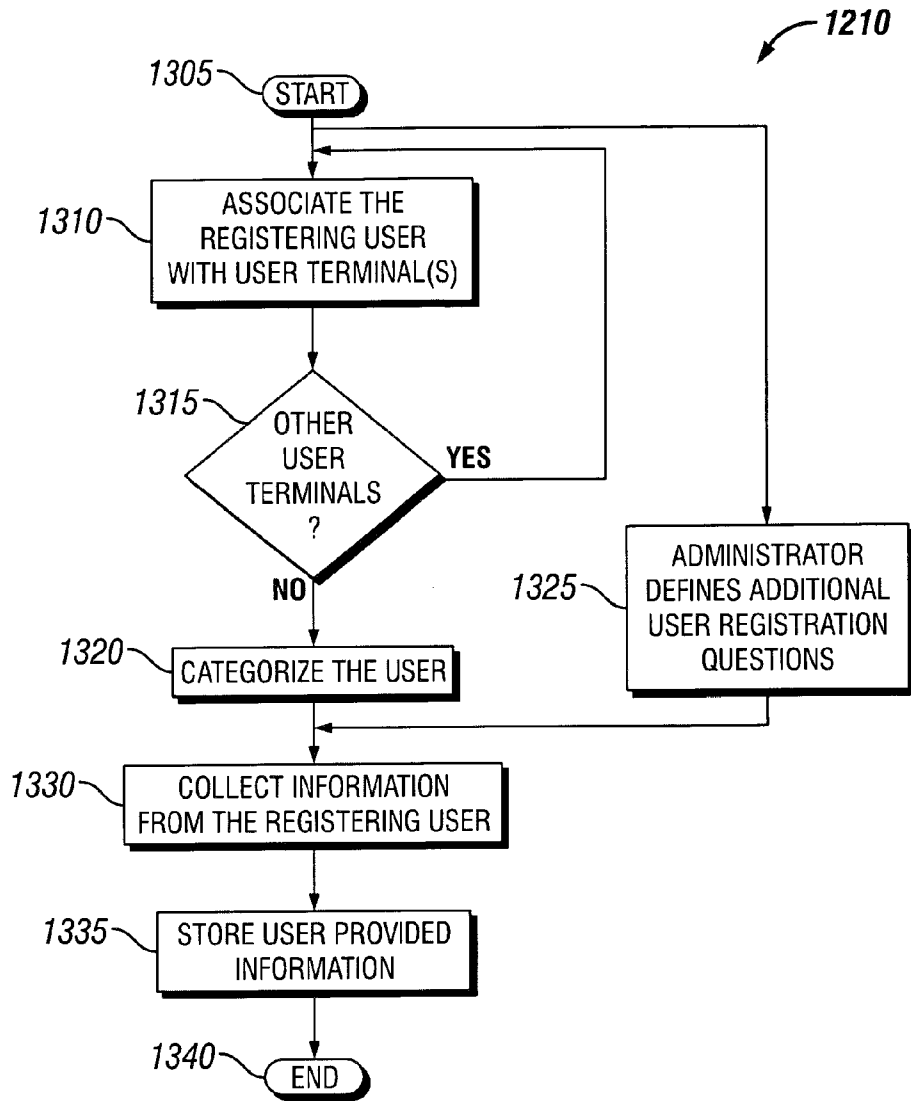 1210
1305
START
1310
ASSOCIATE THE
REGISTERING USER
WITH USER TERMINAL(S)
1315
OTHER
USER
TERMINALS
?
YES
NO
1325
ADMINISTRATOR
DEFINES ADDITIONAL
USER REGISTRATION
QUESTIONS
1320
CATEGORIZE THE USER
1330
COLLECT INFORMATION
FROM THE REGISTERING USER
1335
STORE USER PROVIDED
INFORMATION
1340
END